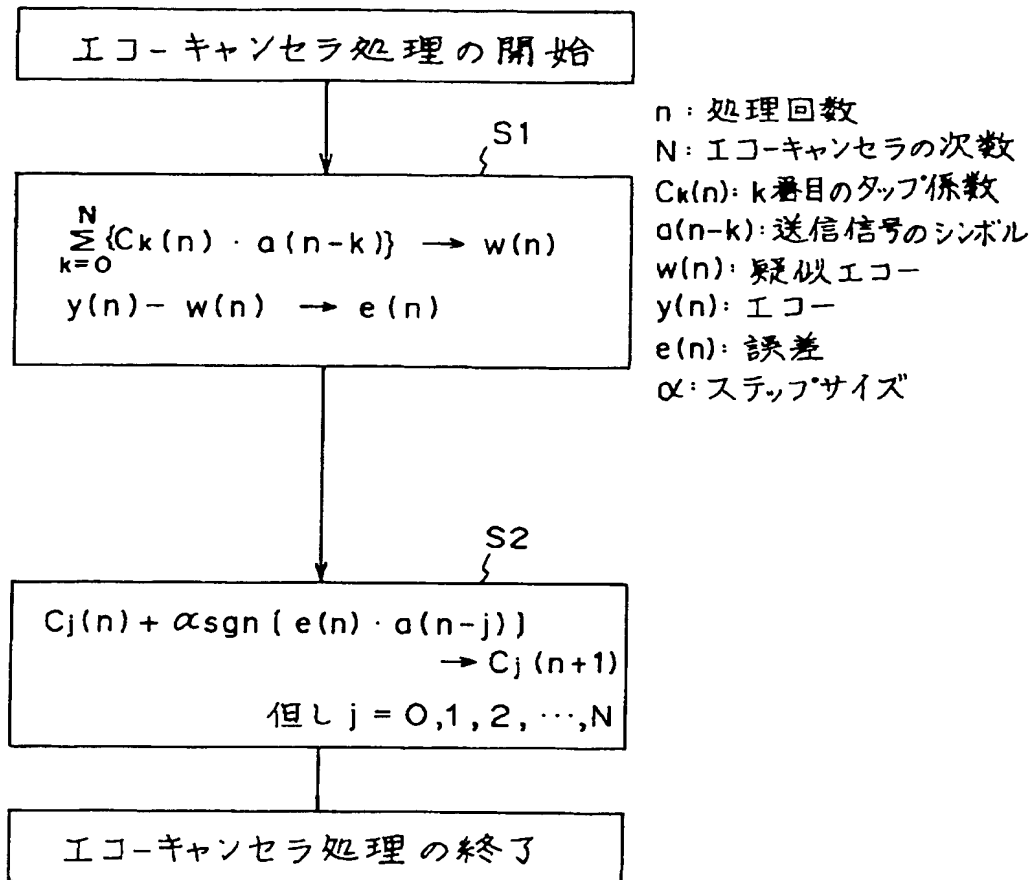 エコーキャンセラ処理の開始
S1
N
Σ{Ck(n)・a(n-k)} → w(n)
k=0
y(n)- w(n) → e(n)
n：処理回数
N：エコーキャンセラの次数
Ck(n)：k番目のタップ係数
a(n-k)：送信信号のシンボル
w(n)：疑似エコー
y(n)：エコー
e(n)：誤差
α：ステップサイズ
S2
Cj(n)+ αsgn〔e(n)・a(n-j)〕
→ Cj(n+1)
但し j = 0,1,2,…,N
エコーキャンセラ処理の終了